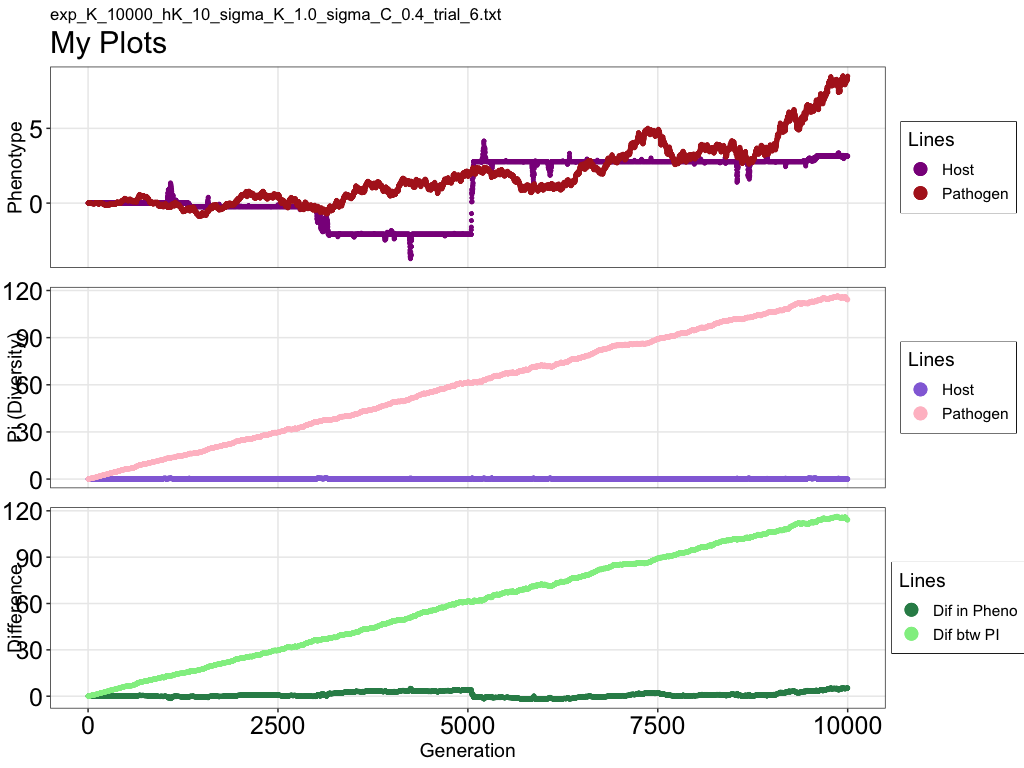 exp_K_10000_hK_10_sigma_K_1.0_sigma_C_0.4_trial_6.txt
My Plots
Phenotype
5
0
Lines
Host
Pathogen
Pi (Diversity)
120
90
60
30
0
Lines
Host
Pathogen
Difference
120
90
60
30
0
Lines
Dif in Pheno
Dif btw PI
0 2500 5000 7500 10000
Generation